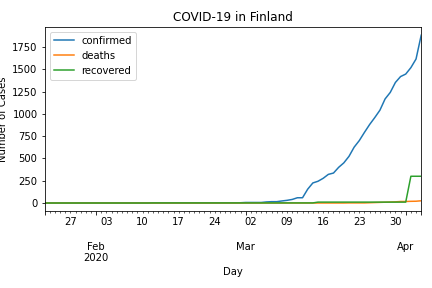 COVID-19 in Finland
confirmed
deaths
recovered
Number of Cases
1750
1500
1250
1000
750
500
250
0
27 03 10 17 24 02 09 16 23 30
Feb Mar Apr
2020
Day